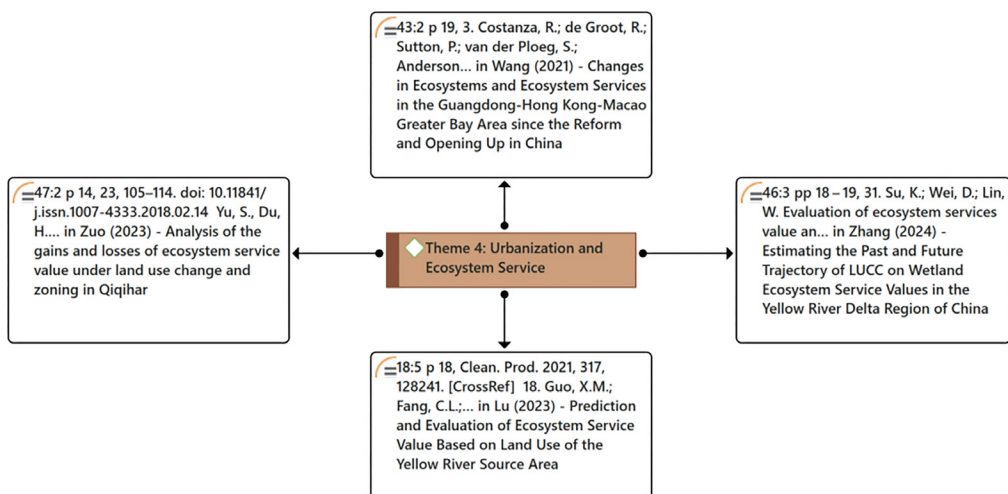 43:2 p 19, 3. Costanza, R.; de Groot, R.;
Sutton, P.; van der Ploeg, S.;
Anderson... in Wang (2021) - Changes
in Ecosystems and Ecosystem Services
in the Guangdong-Hong Kong-Macao
Greater Bay Area since the Reform
and Opening Up in China
47:2 p 14, 23, 105–114. doi: 10.11841/
j.issn.1007-4333.2018.02.14 Yu, S., Du,
H.... in Zuo (2023) - Analysis of the
gains and losses of ecosystem service
value under land use change and
zoning in Qiqihar
Theme 4: Urbanization and
Ecosystem Service
46:3 pp 18–19, 31. Su, K.; Wei, D.; Lin,
W. Evaluation of ecosystem services
value an... in Zhang (2024) -
Estimating the Past and Future
Trajectory of LUCC on Wetland
Ecosystem Service Values in the
Yellow River Delta Region of China
18:5 p 18, Clean. Prod. 2021, 317,
128241. [CrossRef] 18. Guo, X.M.;
Fang, C.L.;... in Lu (2023) - Prediction
and Evaluation of Ecosystem Service
Value Based on Land Use of the
Yellow River Source Area